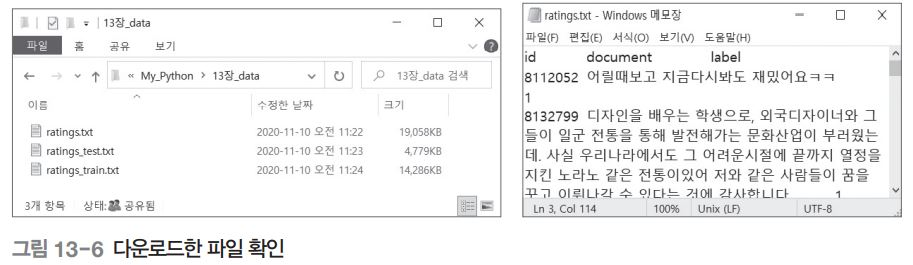 13장_data
파일 홈 공유 보기
« My_Python > 13장_data
13장_data 검색
이름 수정한 날짜 크기
ratings.txt 2020-11-10 오전 11:22 19,058KB
ratings_test.txt 2020-11-10 오전 11:23 4,779KB
ratings_train.txt 2020-11-10 오전 11:24 14,286KB
3개 항목 상태: 공유됨
ratings.txt - Windows 메모장
파일(F) 편집(E) 서식(O) 보기(V) 도움말(H)
id document label
8112052 어릴때보고 지금다시봐도 재밌어요ㅋㅋ
1
8132799 디자인을 배우는 학생으로, 외국디자이너와 그
들이 일군 전통을 통해 발전해가는 문화산업이 부러웠는
데. 사실 우리나라에서도 그 어려운시절에 끝까지 열정을
지킨 노라노 같은 전통이있어 저와 같은 사람들이 꿈을
꾸고 이뤄나갈 수 있다는 것에 감사합니다. 1
Ln 3, Col 114 100% Unix (LF) UTF-8
그림 13-6 다운로드한 파일 확인